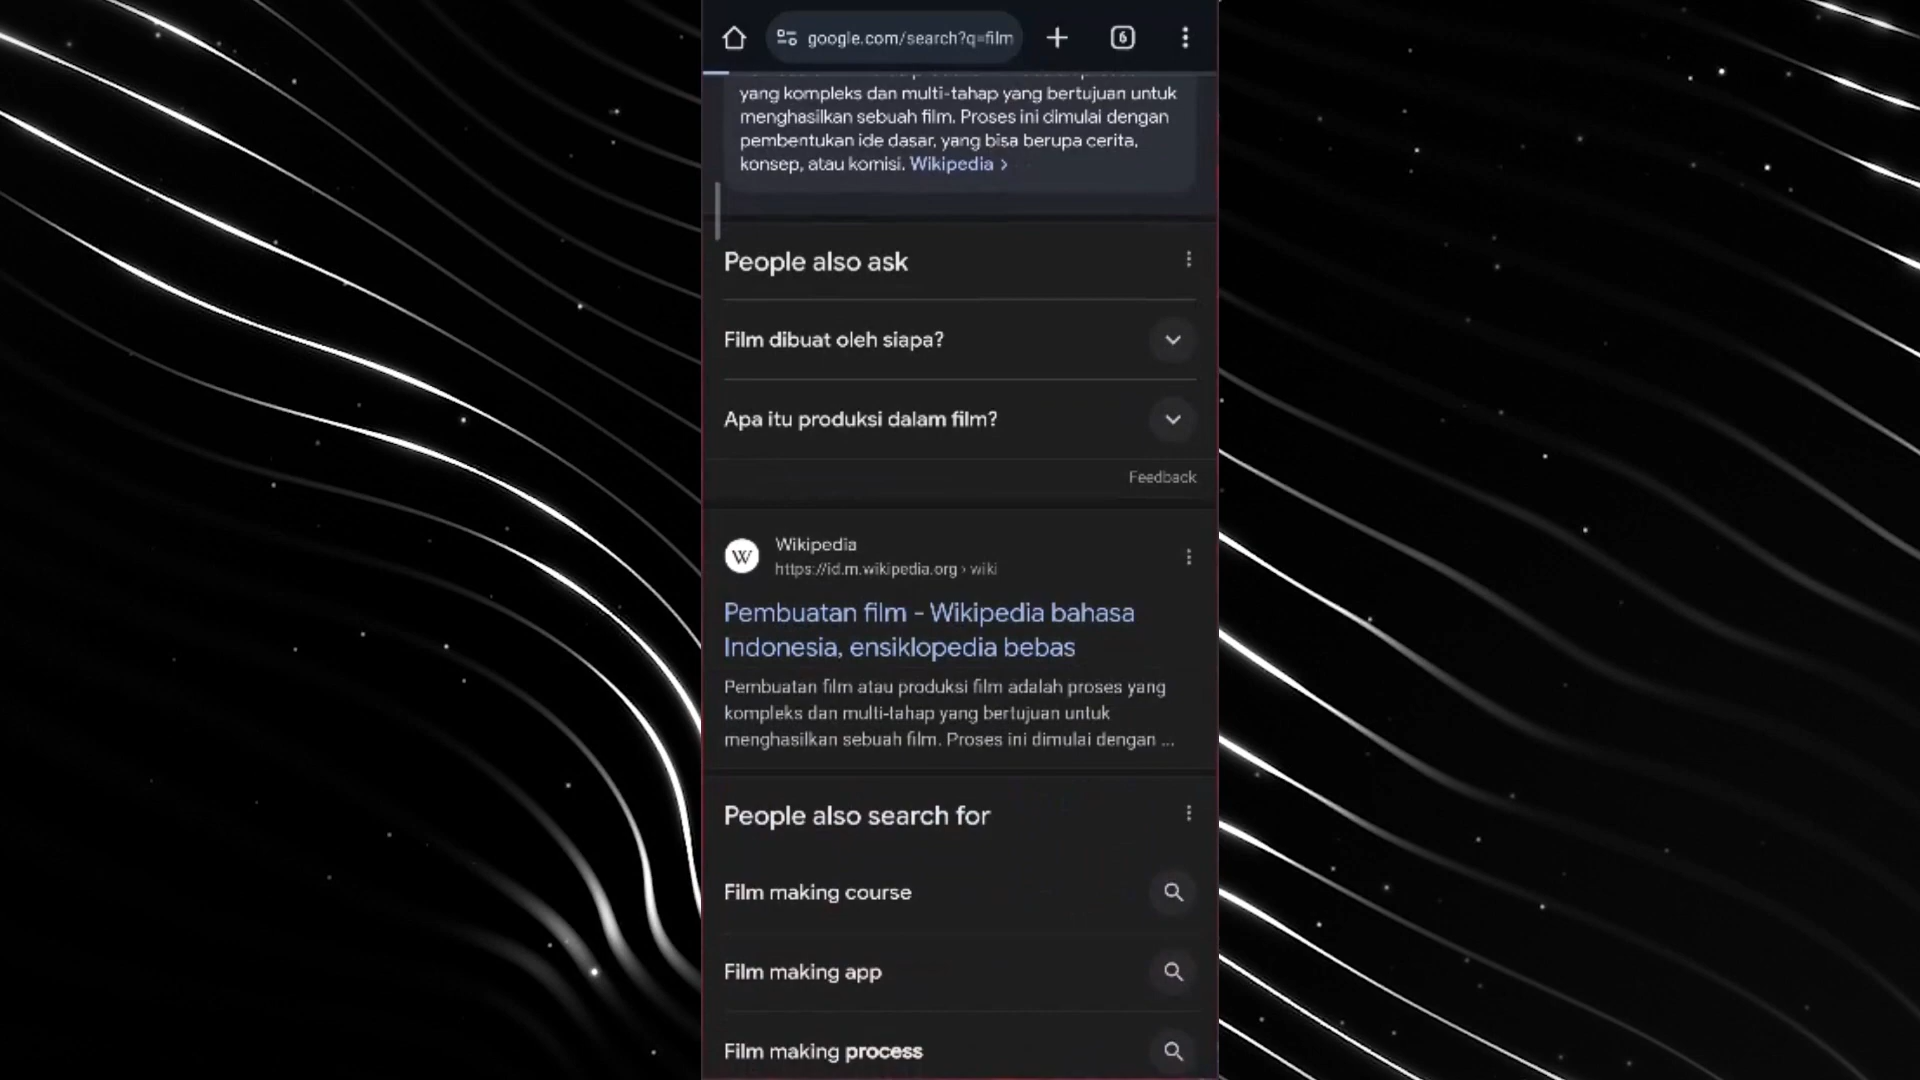 google.com/search?q=film
6
yang kompleks dan multi-tahap yang bertujuan untuk
menghasilkan sebuah film. Proses ini dimulai dengan
pembentukan ide dasar, yang bisa berupa cerita,
konsep, atau komisi. Wikipedia >
People also ask
Film dibuat oleh siapa?
Apa itu produksi dalam film?
Feedback
W
Wikipedia
https://id.m.wikipedia.org › wiki
Pembuatan film - Wikipedia bahasa
Indonesia, ensiklopedia bebas
Pembuatan film atau produksi film adalah proses yang
kompleks dan multi-tahap yang bertujuan untuk
menghasilkan sebuah film. Proses ini dimulai dengan ...
People also search for
Film making course
Film making app
Film making process